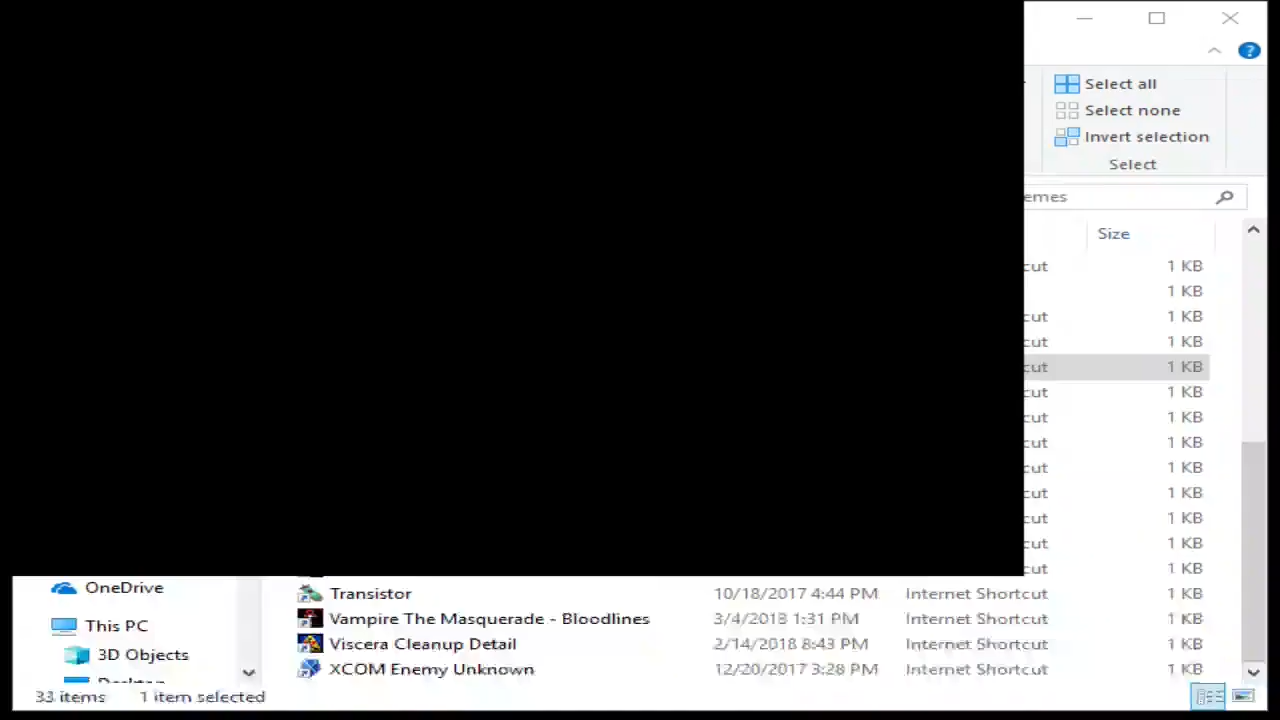 ?
Select all
Select none
Invert selection
Select
emes
Size
cut 1 KB
1 KB
cut 1 KB
cut 1 KB
cut 1 KB
cut 1 KB
cut 1 KB
cut 1 KB
cut 1 KB
cut 1 KB
cut 1 KB
cut 1 KB
cut 1 KB
OneDrive
Transistor 10/18/2017 4:44 PM Internet Shortcut 1 KB
Vampire The Masquerade - Bloodlines 3/4/2018 1:31 PM Internet Shortcut 1 KB
This PC
Viscera Cleanup Detail 2/14/2018 8:43 PM Internet Shortcut 1 KB
3D Objects
XCOM Enemy Unknown 12/20/2017 3:28 PM Internet Shortcut 1 KB
Desktop
33 items 1 item selected